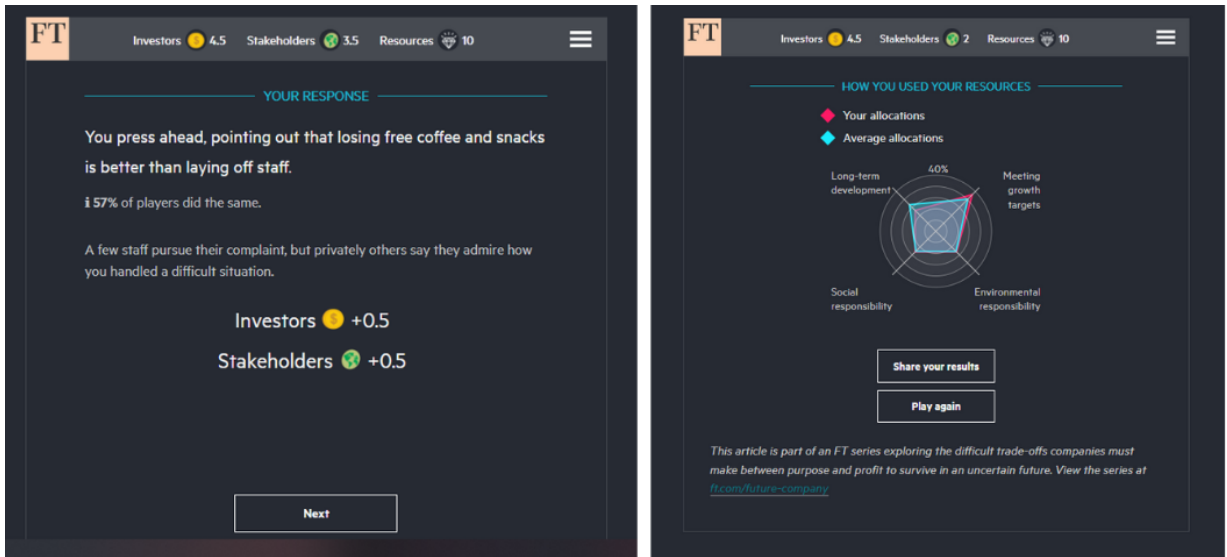 FT
Investors 4.5 Stakeholders 3.5 Resources 10
YOUR RESPONSE
You press ahead, pointing out that losing free coffee and snacks
is better than laying off staff.
i 57% of players did the same.
A few staff pursue their complaint, but privately others say they admire how
you handled a difficult situation.
Investors $ +0.5
Stakeholders +0.5
Next
FT
Investors 4.5 Stakeholders 2 Resources 10
HOW YOU USED YOUR RESOURCES
Your allocations
Average allocations
40%
Long-term
development
Meeting
growth
targets
Social
responsibility
Environmental
responsibility
Share your results
Play again
This article is part of an FT series exploring the difficult trade-offs companies must
make between purpose and profit to survive in an uncertain future. View the series at
ft.com/future-company